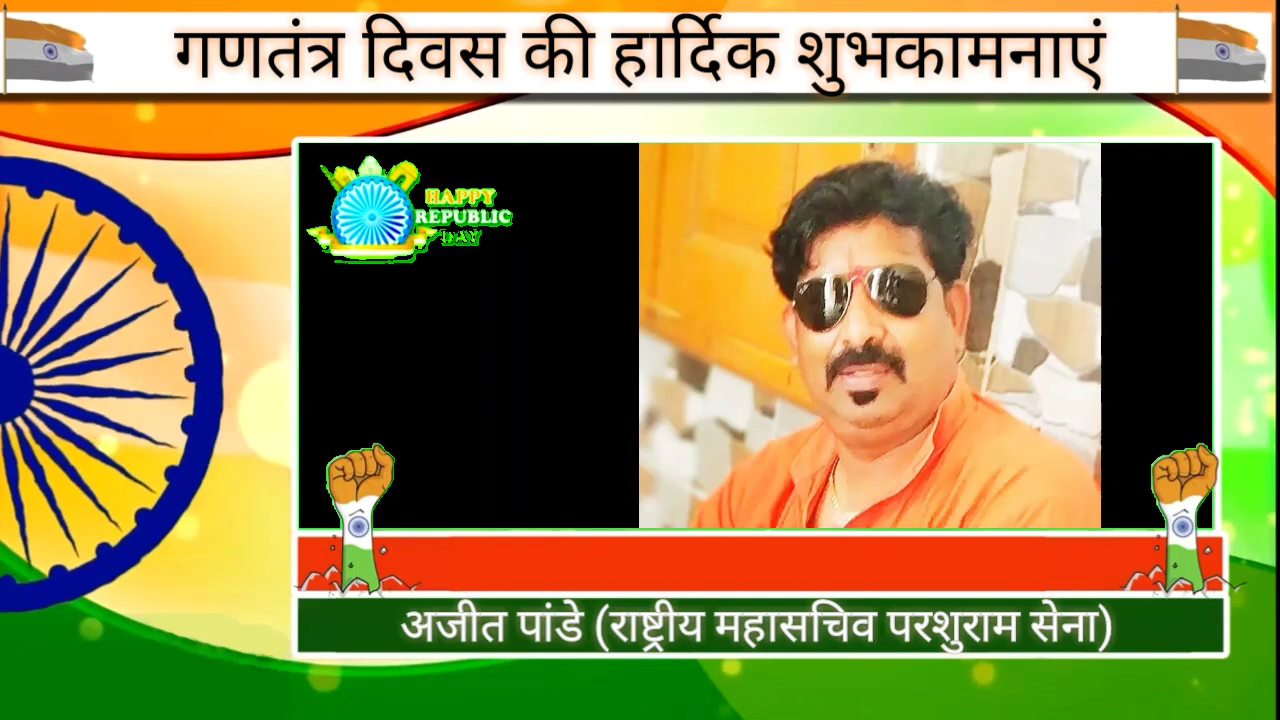 गणतंत्र दिवस की हार्दिक शुभकामनाएं
HAPPY
REPUBLIC
DAY
अजीत पांडे (राष्ट्रीय महासचिव परशुराम सेना)